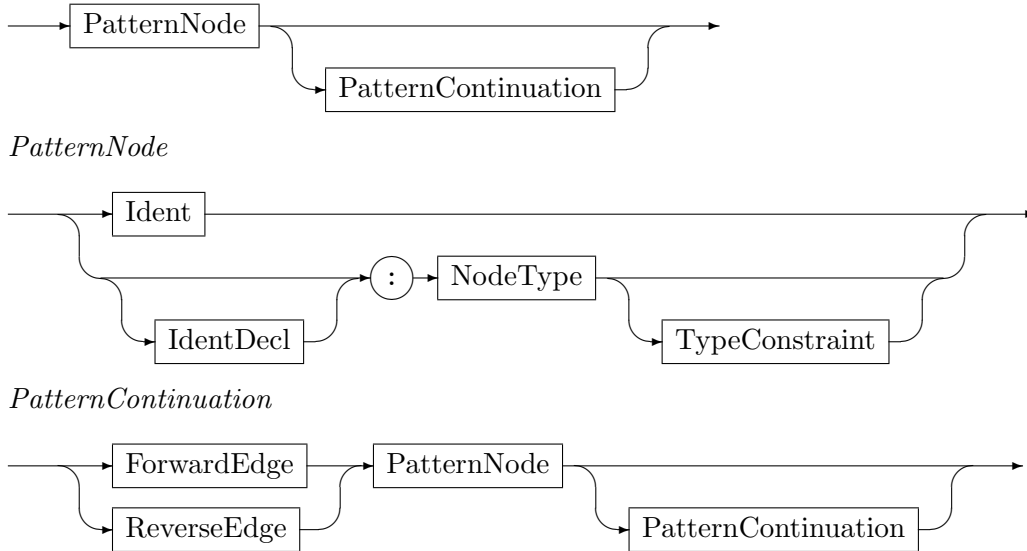 PatternNode
PatternContinuation
PatternNode
Ident
: NodeType
IdentDecl TypeConstraint
PatternContinuation
ForwardEdge PatternNode
ReverseEdge PatternContinuation